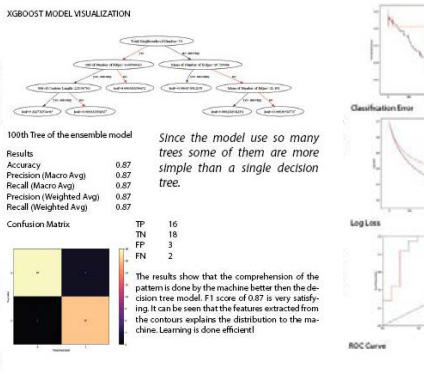 XGBOOST MODEL VISUALIZATION
100th Tree of the ensemble model
Results
Accuracy 0.87
Precision (Macro Avg) 0.87
Recall (Macro Avg) 0.87
Precision (Weighted Avg) 0.87
Recall (Weighted Avg) 0.87
Since the model use so many
trees some of them are more
simple than a single decision
tree.
Confusion Matrix
TP 16
TN 18
FP 3
FN 2
The results show that the comprehension of the
pattern is done by the machine better then the de-
cision tree model. F1 score of 0.87 is very satisfy-
ing. It can be seen that the features extracted from
the contours explains the distribution to the ma-
chine. Learning is done efficientl
Classification Error
Log Loss
ROC Curve